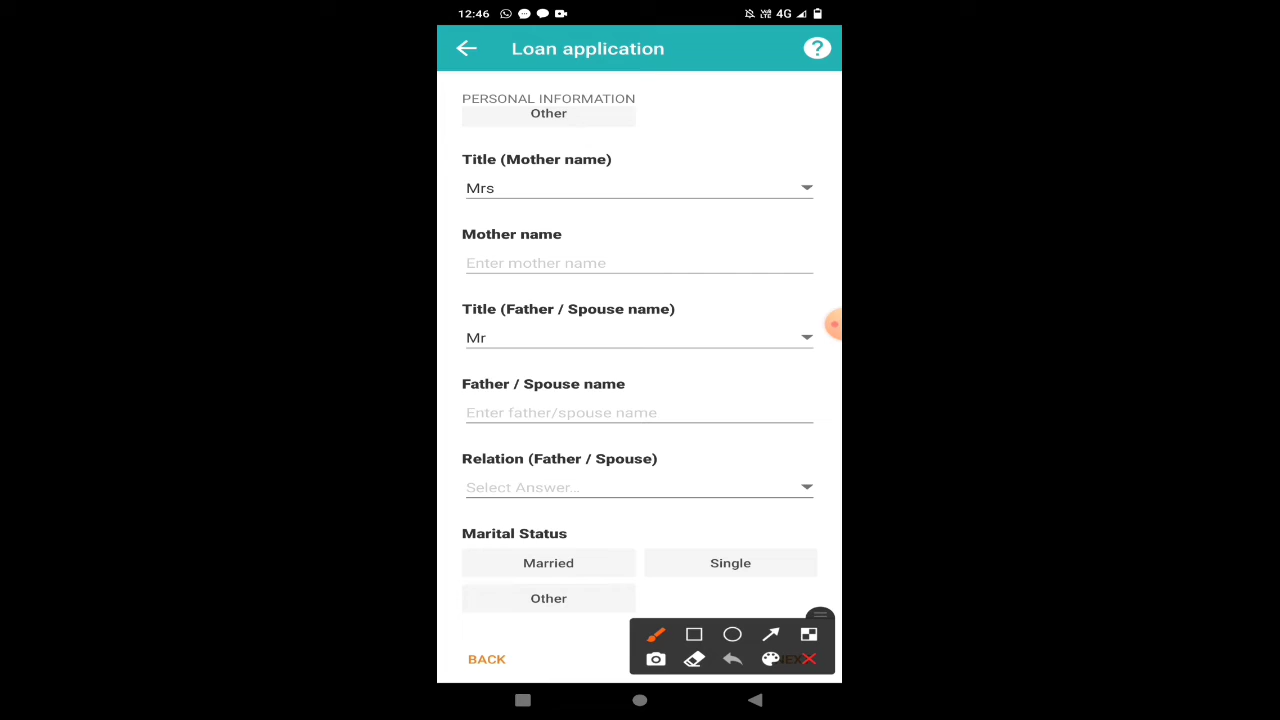 12:46
4G
Loan application
?
PERSONAL INFORMATION
Other
Title (Mother name)
Mrs
Mother name
Enter mother name
Title (Father / Spouse name)
Mr
Father / Spouse name
Enter father/spouse name
Relation (Father / Spouse)
Select Answer...
Marital Status
Married Single
Other
BACK